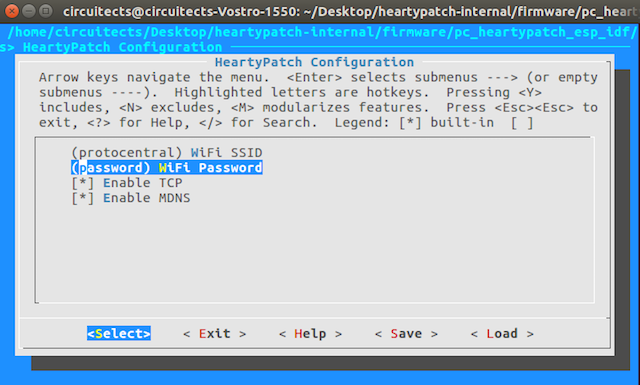 circuitects@circuitects-Vostro-1550: ~/Desktop/heartypatch-internal/firmware/pc_heart
/home/circuitects/Desktop/heartypatch-internal/firmware/pc_heartypatch_esp_idf/
s> HeartyPatch Configuration
HeartyPatch Configuration
Arrow keys navigate the menu.  <Enter> selects submenus ---> (or empty
submenus ----).  Highlighted letters are hotkeys.  Pressing <Y>
includes, <N> excludes, <M> modularizes features.  Press <Esc><Esc> to
exit, <?> for Help, </> for Search.  Legend: [*] built-in  [ ]
(protocentral) WiFi SSID
(password) WiFi Password
[*] Enable TCP
[*] Enable MDNS
<Select>    < Exit >    < Help >    < Save >    < Load >